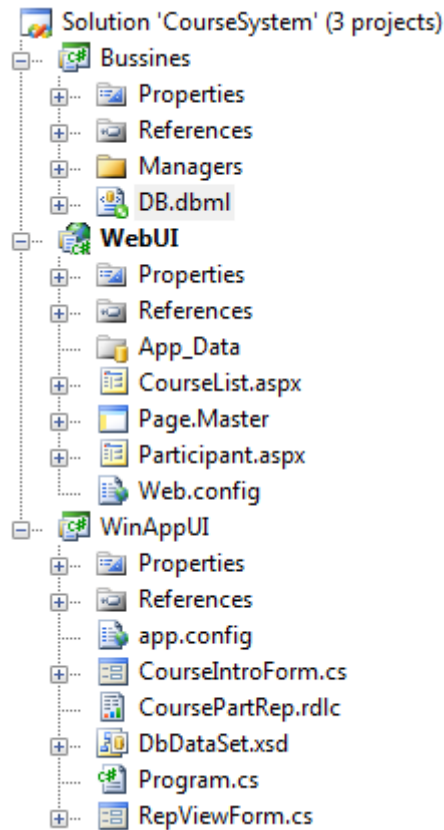 Solution 'CourseSystem' (3 projects)
Bussines
Properties
References
Managers
DB.dbml
WebUI
Properties
References
App_Data
CourseList.aspx
Page.Master
Participant.aspx
Web.config
WinAppUI
Properties
References
app.config
CourseIntroForm.cs
CoursePartRep.rdlc
DbDataSet.xsd
Program.cs
RepViewForm.cs